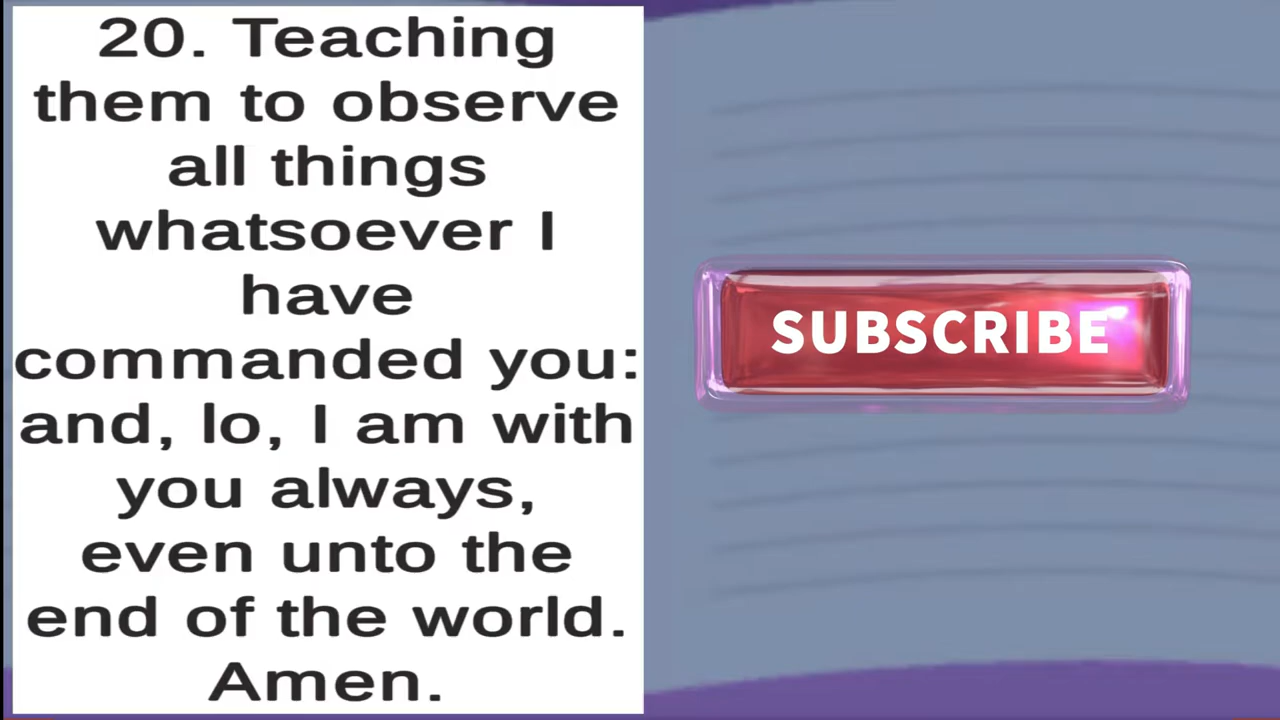 20. Teaching
them to observe
all things
whatsoever I
have
commanded you:
and, lo, I am with
you always,
even unto the
end of the world.
Amen.
SUBSCRIBE